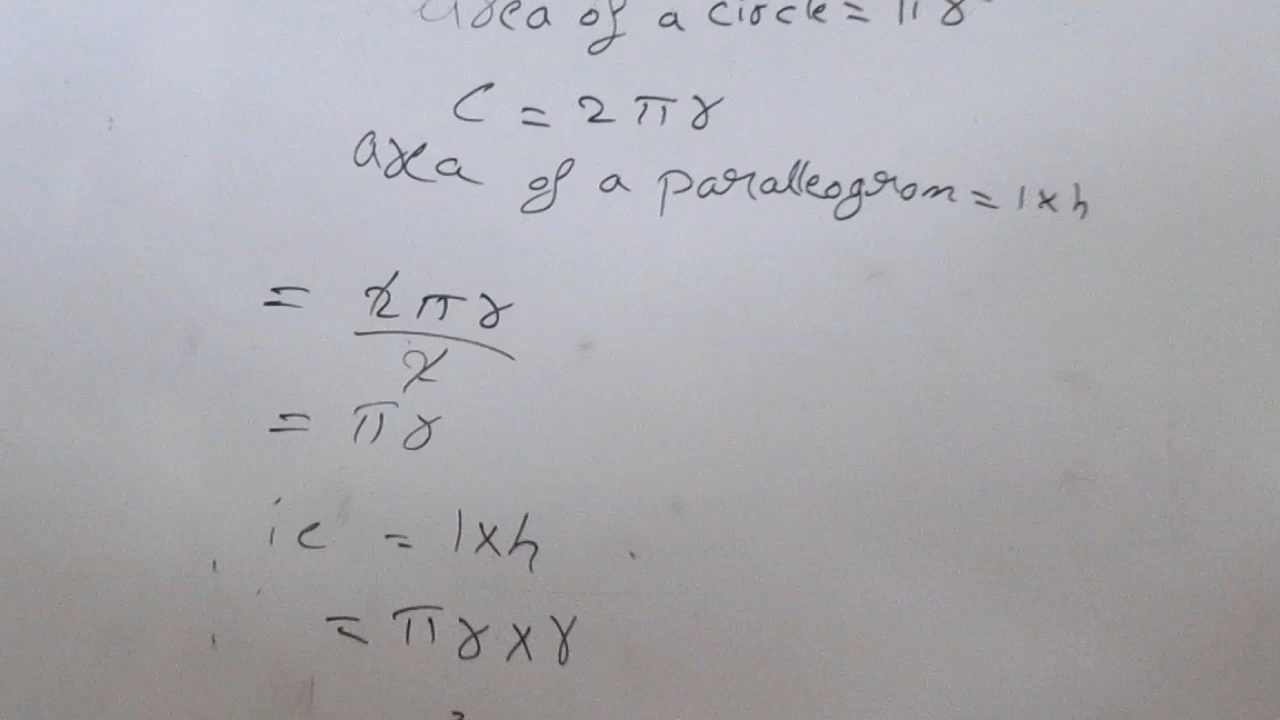 area of a circle = πr
C = 2πr
area of a paralleogram = l x h
= 2πr
2
= πr
ie = l x h
= πr x r